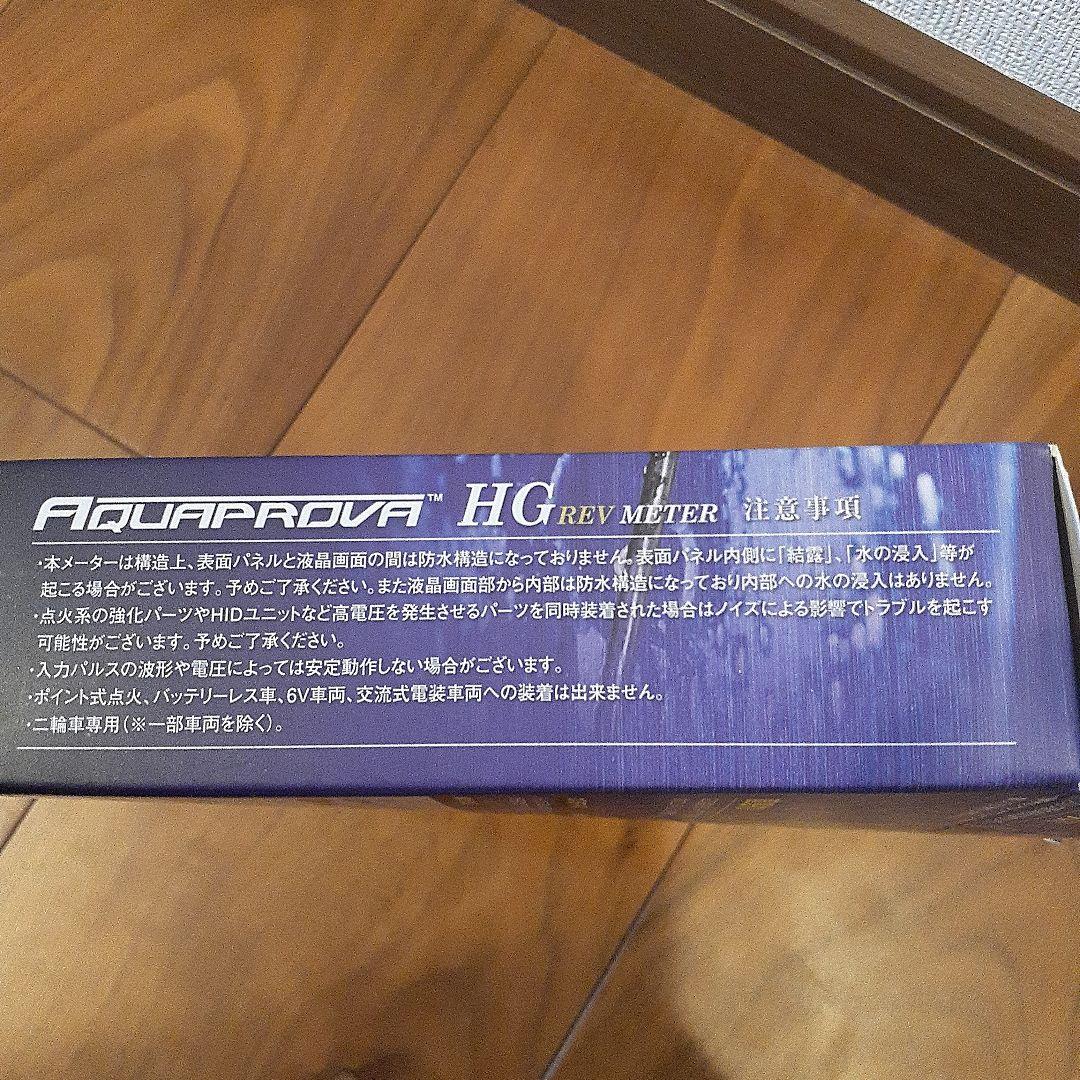 AQUAPROVA™ HG REV METER 注意事項
・本メーターは構造上、表面パネルと液晶画面の間は防水構造になっておりません。表面パネル内側に「結露」、「水の浸入」等が
起こる場合がございます。予めご了承ください。また液晶画面部から内部は防水構造になっており内部への水の浸入はありません。
・点火系の強化パーツやHIDユニットなど高電圧を発生させるパーツを同時装着された場合はノイズによる影響でトラブルを起こす
可能性がございます。予めご了承ください。
・入力パルスの波形や電圧によっては安定動作しない場合がございます。
・ポイント式点火、バッテリーレス車、6V車両、交流式電装車両への装着は出来ません。
・二輪車専用(※一部車両を除く)。